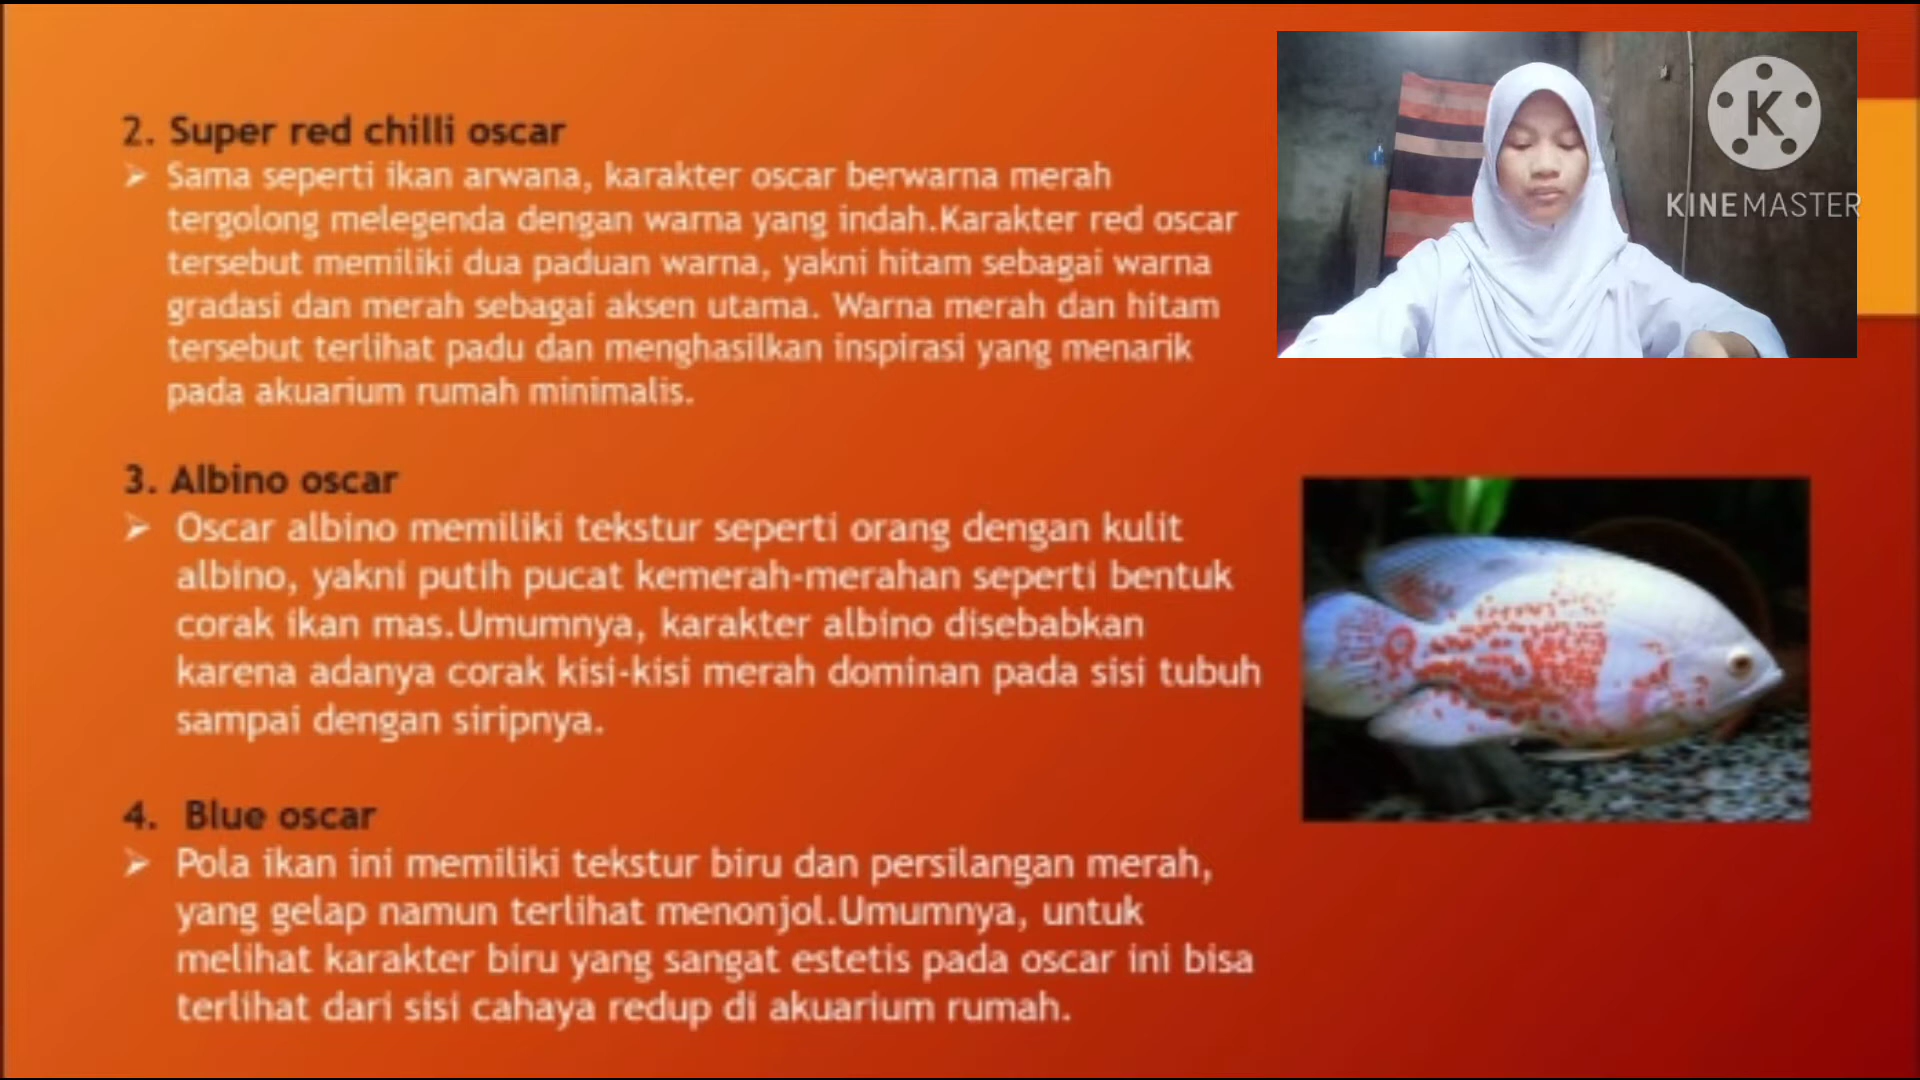 2. Super red chilli oscar
➢ Sama seperti ikan arwana, karakter oscar berwarna merah
tergolong melegenda dengan warna yang indah.Karakter red oscar
tersebut memiliki dua paduan warna, yakni hitam sebagai warna
gradasi dan merah sebagai aksen utama. Warna merah dan hitam
tersebut terlihat padu dan menghasilkan inspirasi yang menarik
pada akuarium rumah minimalis.
3. Albino oscar
➢ Oscar albino memiliki tekstur seperti orang dengan kulit
albino, yakni putih pucat kemerah-merahan seperti bentuk
corak ikan mas.Umumnya, karakter albino disebabkan
karena adanya corak kisi-kisi merah dominan pada sisi tubuh
sampai dengan siripnya.
4. Blue oscar
➢ Pola ikan ini memiliki tekstur biru dan persilangan merah,
yang gelap namun terlihat menonjol.Umumnya, untuk
melihat karakter biru yang sangat estetis pada oscar ini bisa
terlihat dari sisi cahaya redup di akuarium rumah.
K
KINEMASTER